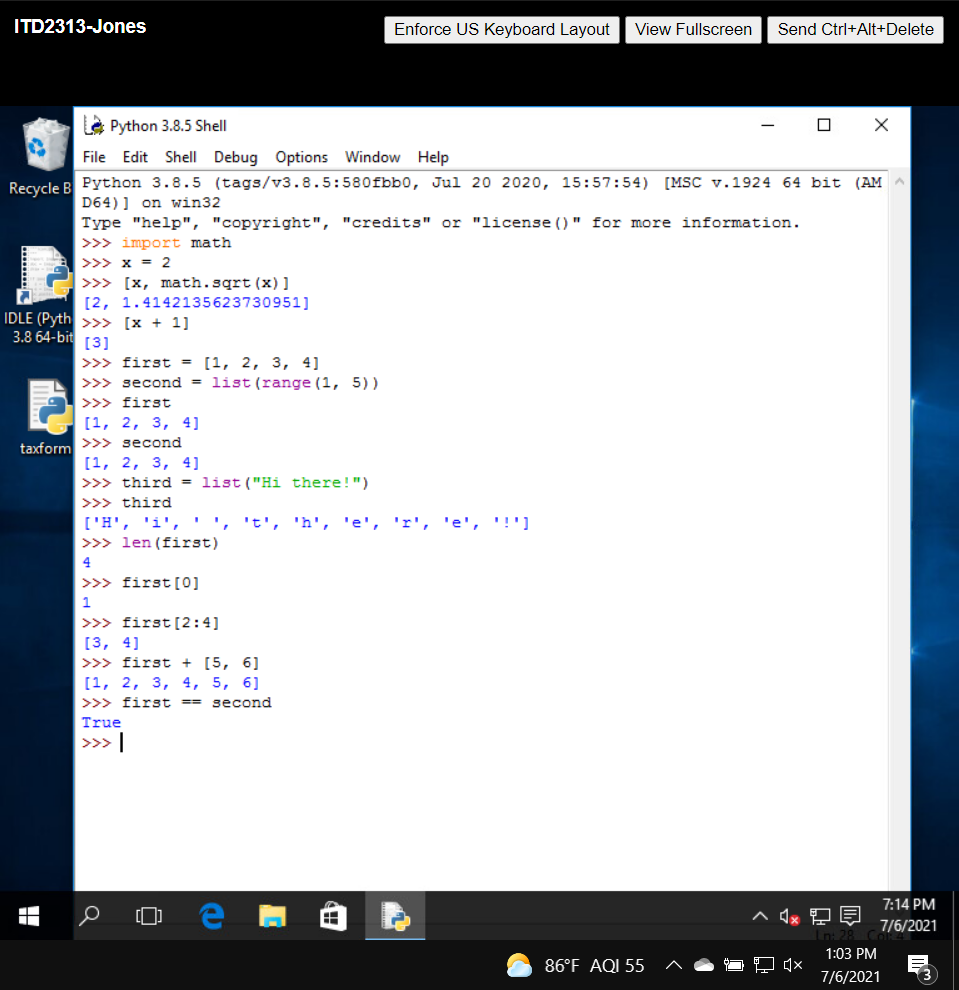 ITD2313-Jones
Enforce US Keyboard Layout
View Fullscreen
Send Ctrl+Alt+Delete
Recycle B
IDLE (Pyth
3.8 64-bit
taxform
Python 3.8.5 Shell
File Edit Shell Debug Options Window Help
Python 3.8.5 (tags/v3.8.5:580fbb0, Jul 20 2020, 15:57:54) [MSC v.1924 64 bit (AM
D64)] on win32
Type "help", "copyright", "credits" or "license()" for more information.
>>> import math
>>> x = 2
>>> [x, math.sqrt(x)]
[2, 1.4142135623730951]
>>> [x + 1]
[3]
>>> first = [1, 2, 3, 4]
>>> second = list(range(1, 5))
>>> first
[1, 2, 3, 4]
>>> second
[1, 2, 3, 4]
>>> third = list("Hi there!")
>>> third
['H', 'i', ' ', 't', 'h', 'e', 'r', 'e', '!']
>>> len(first)
4
>>> first[0]
1
>>> first[2:4]
[3, 4]
>>> first + [5, 6]
[1, 2, 3, 4, 5, 6]
>>> first == second
True
>>>
7:14 PM
7/6/2021
Ln: 28 Col: 4
86°F AQI 55
1:03 PM
7/6/2021
3